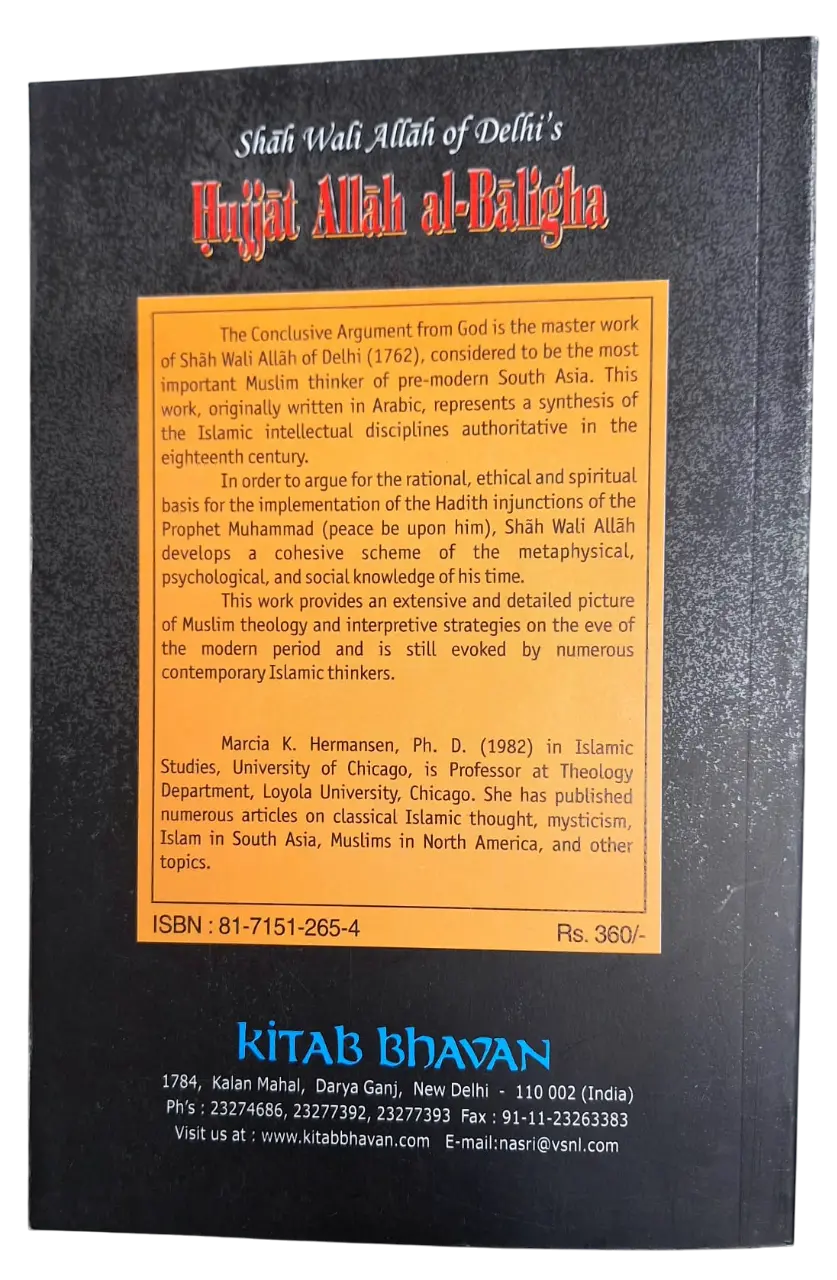 Shāh Wali Allāh of Delhi's
Ḥujjāt Allāh al-Bāligha
The Conclusive Argument from God is the master work
of Shāh Wali Allāh of Delhi (1762), considered to be the most
important Muslim thinker of pre-modern South Asia. This
work, originally written in Arabic, represents a synthesis of
the Islamic intellectual disciplines authoritative in the
eighteenth century.
In order to argue for the rational, ethical and spiritual
basis for the implementation of the Hadith injunctions of the
Prophet Muhammad (peace be upon him), Shāh Wali Allāh
develops a cohesive scheme of the metaphysical,
psychological, and social knowledge of his time.
This work provides an extensive and detailed picture
of Muslim theology and interpretive strategies on the eve of
the modern period and is still evoked by numerous
contemporary Islamic thinkers.
Marcia K. Hermansen, Ph. D. (1982) in Islamic
Studies, University of Chicago, is Professor at Theology
Department, Loyola University, Chicago. She has published
numerous articles on classical Islamic thought, mysticism,
Islam in South Asia, Muslims in North America, and other
topics.
ISBN : 81-7151-265-4 Rs. 360/-
KITAB BHAVAN
1784, Kalan Mahal, Darya Ganj, New Delhi - 110 002 (India)
Ph's : 23274686, 23277392, 23277393 Fax : 91-11-23263383
Visit us at : www.kitabbhavan.com E-mail:nasri@vsnl.com